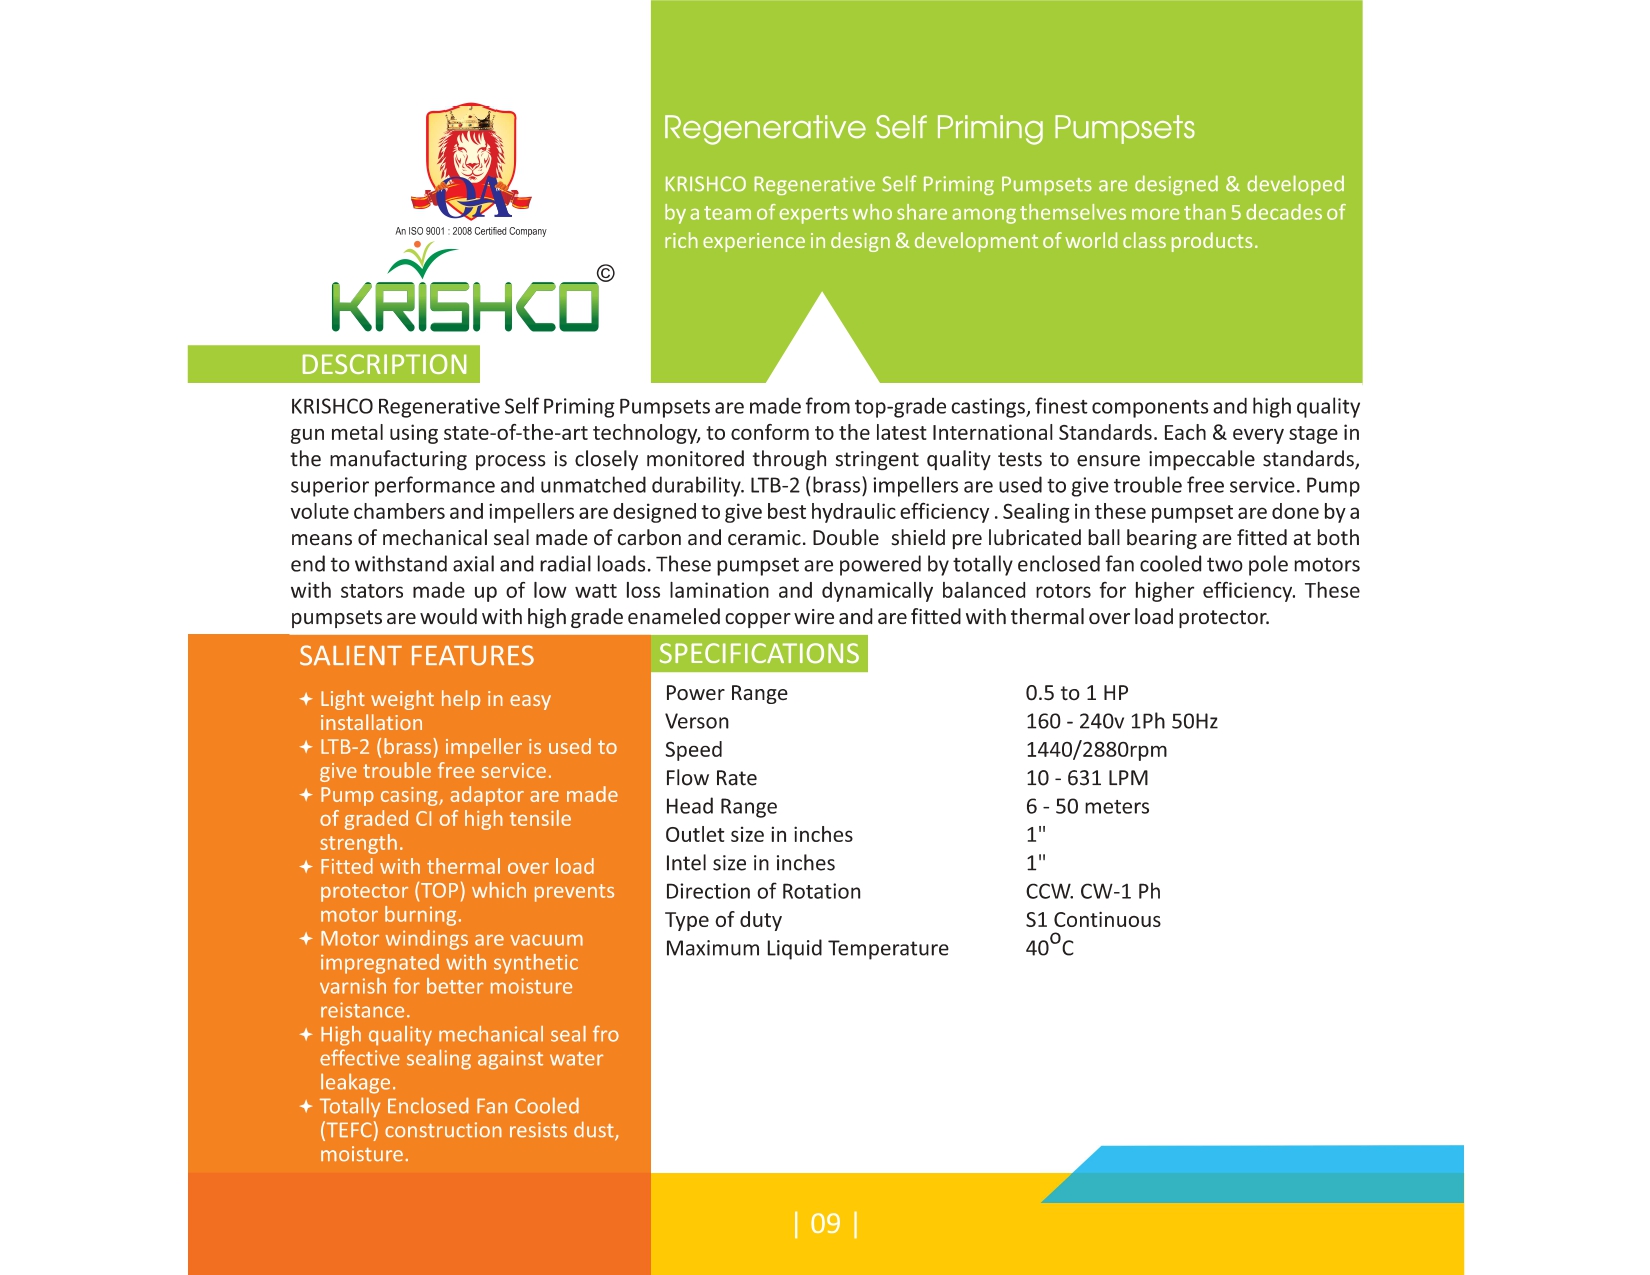 QA
An ISO 9001 : 2008 Certified Company
KRISHCO©
Regenerative Self Priming Pumpsets
KRISHCO Regenerative Self Priming Pumpsets are designed & developed
by a team of experts who share among themselves more than 5 decades of
rich experience in design & development of world class products.
DESCRIPTION
KRISHCO Regenerative Self Priming Pumpsets are made from top-grade castings, finest components and high quality
gun metal using state-of-the-art technology, to conform to the latest International Standards. Each & every stage in
the manufacturing process is closely monitored through stringent quality tests to ensure impeccable standards,
superior performance and unmatched durability. LTB-2 (brass) impellers are used to give trouble free service. Pump
volute chambers and impellers are designed to give best hydraulic efficiency . Sealing in these pumpset are done by a
means of mechanical seal made of carbon and ceramic. Double  shield pre lubricated ball bearing are fitted at both
end to withstand axial and radial loads. These pumpset are powered by totally enclosed fan cooled two pole motors
with stators made up of low watt loss lamination and dynamically balanced rotors for higher efficiency. These
pumpsets are would with high grade enameled copper wire and are fitted with thermal over load protector.
SALIENT FEATURES
Light weight help in easy
installation
LTB-2 (brass) impeller is used to
give trouble free service.
Pump casing, adaptor are made
of graded CI of high tensile
strength.
Fitted with thermal over load
protector (TOP) which prevents
motor burning.
Motor windings are vacuum
impregnated with synthetic
varnish for better moisture
reistance.
High quality mechanical seal fro
effective sealing against water
leakage.
Totally Enclosed Fan Cooled
(TEFC) construction resists dust,
moisture.
SPECIFICATIONS
Power Range 0.5 to 1 HP
Verson 160 - 240v 1Ph 50Hz
Speed 1440/2880rpm
Flow Rate 10 - 631 LPM
Head Range 6 - 50 meters
Outlet size in inches 1"
Intel size in inches 1"
Direction of Rotation CCW. CW-1 Ph
Type of duty S1 Continuous
Maximum Liquid Temperature 40°C
| 09 |